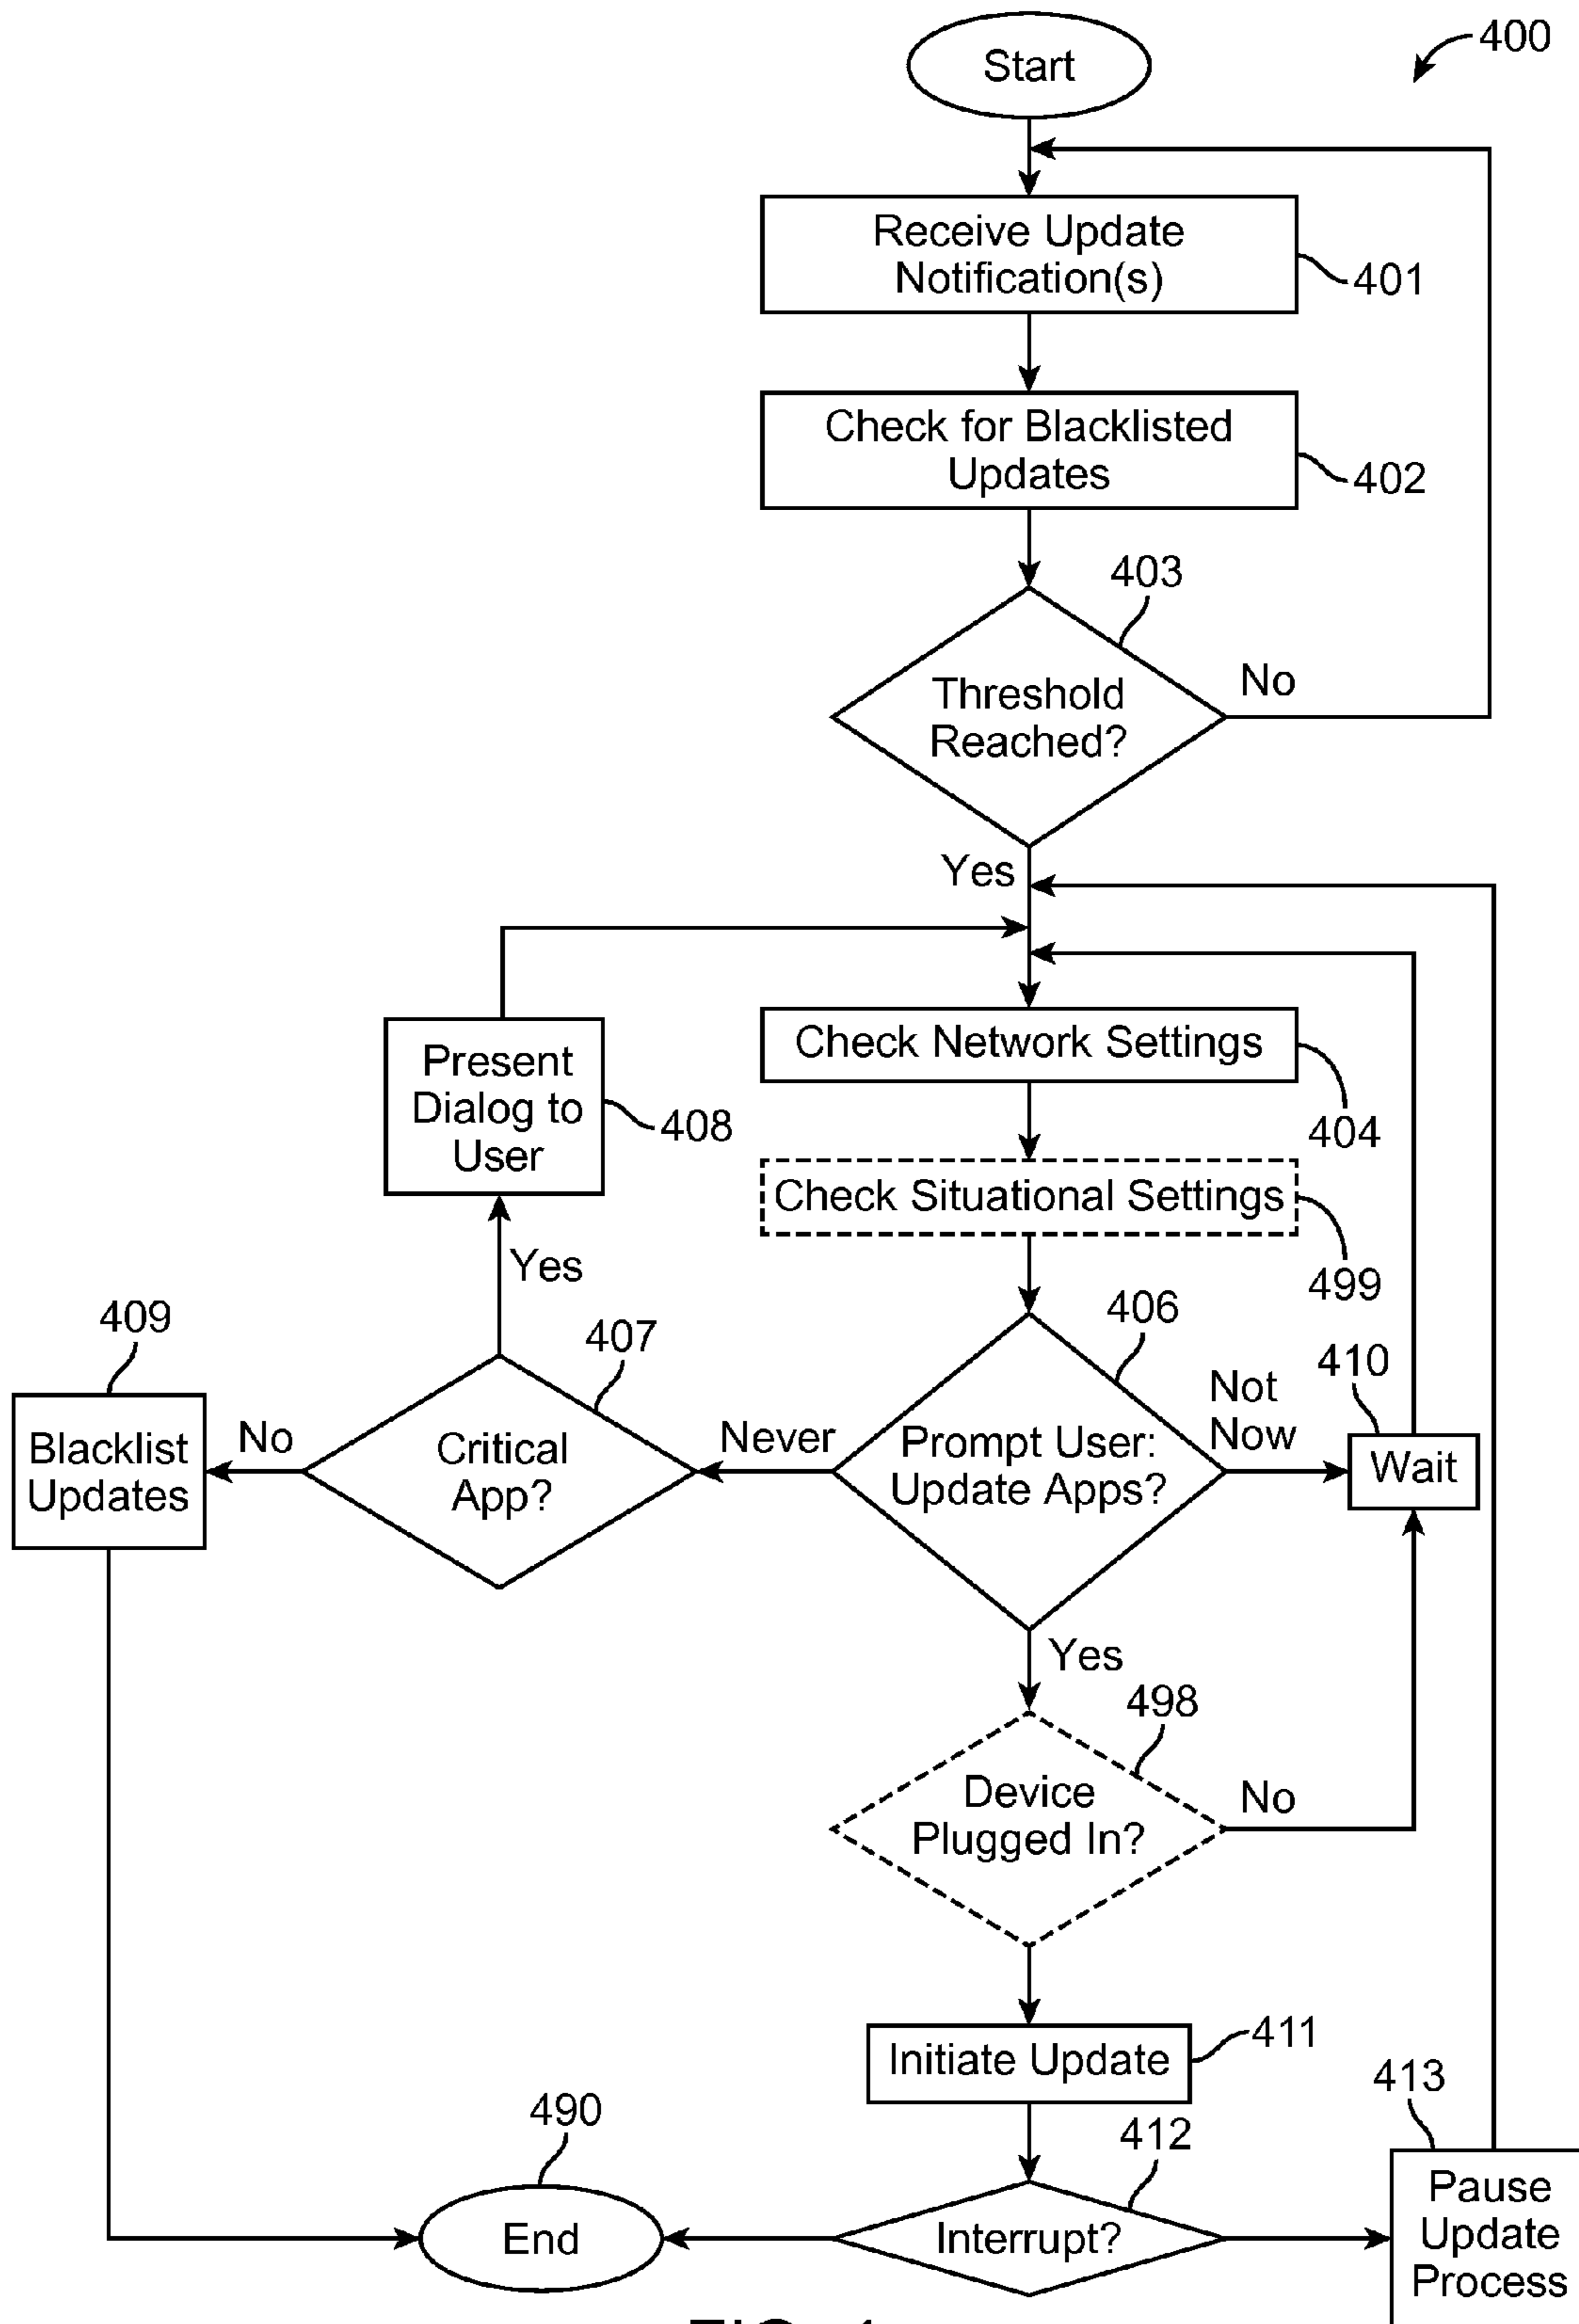 400
Start
Receive Update
Notification(s)
401
Check for Blacklisted
Updates
402
403
Threshold
Reached?
No
Yes
Check Network Settings
404
Present
Dialog to
User
408
Check Situational Settings
499
Yes
409
407
406
410
Not
Now
Blacklist
Updates
No
Critical
App?
Never
Prompt User:
Update Apps?
Wait
Yes
498
Device
Plugged In?
No
Initiate Update
411
490
412
413
End
Interrupt?
Pause
Update
Process